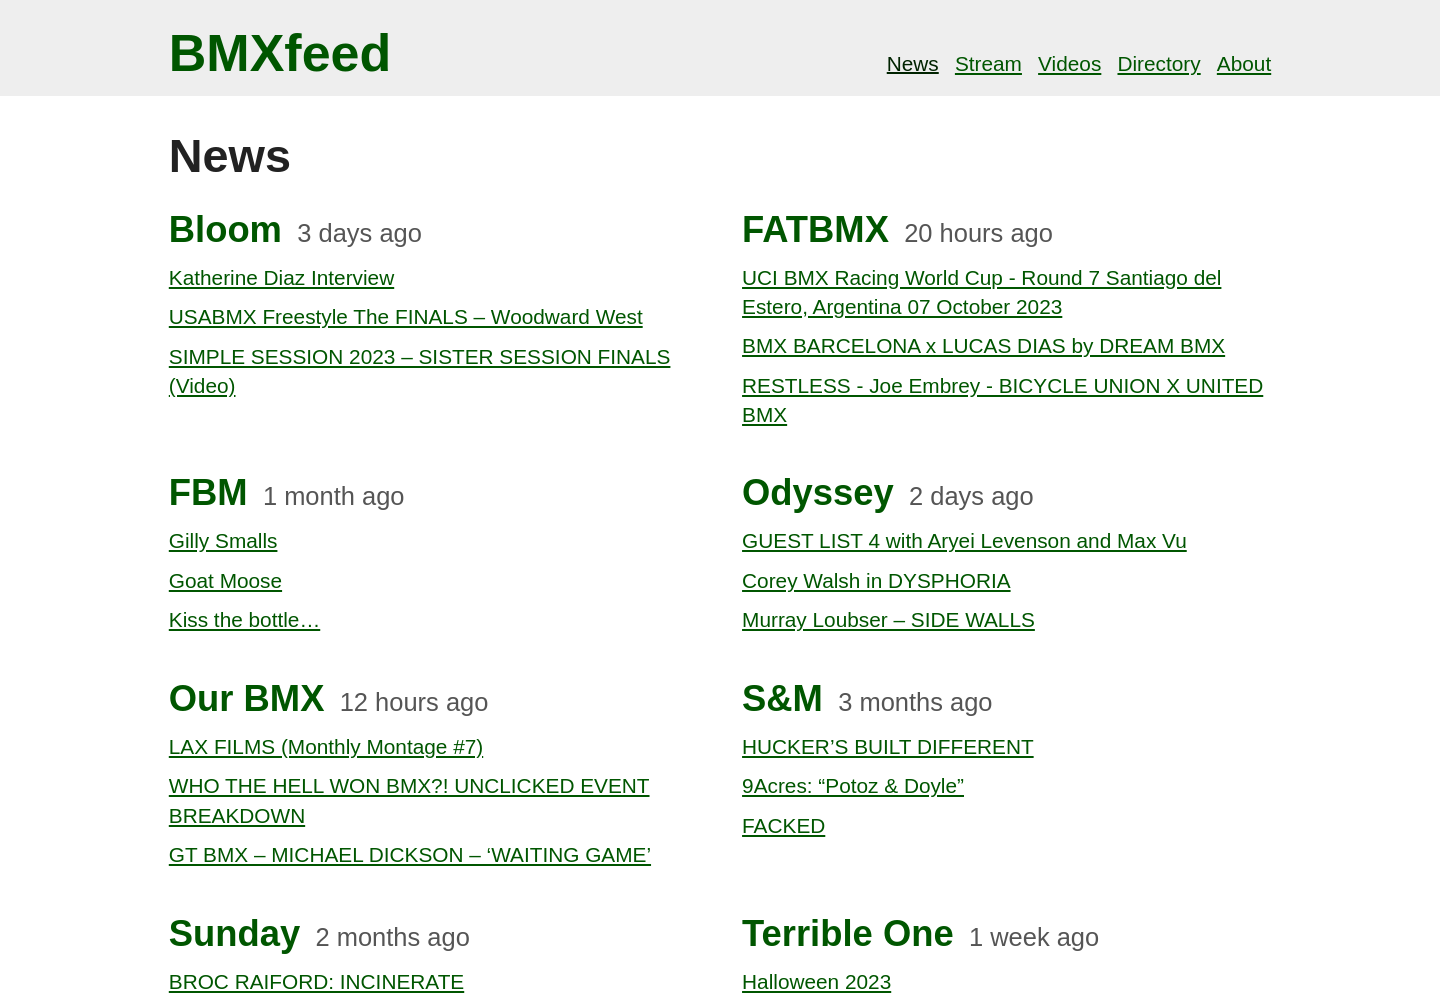 BMXfeed
News Stream Videos Directory About
News
Bloom 3 days ago
Katherine Diaz Interview
USABMX Freestyle The FINALS – Woodward West
SIMPLE SESSION 2023 – SISTER SESSION FINALS
(Video)
FATBMX 20 hours ago
UCI BMX Racing World Cup - Round 7 Santiago del
Estero, Argentina 07 October 2023
BMX BARCELONA x LUCAS DIAS by DREAM BMX
RESTLESS - Joe Embrey - BICYCLE UNION X UNITED
BMX
FBM 1 month ago
Gilly Smalls
Goat Moose
Kiss the bottle…
Odyssey 2 days ago
GUEST LIST 4 with Aryei Levenson and Max Vu
Corey Walsh in DYSPHORIA
Murray Loubser – SIDE WALLS
Our BMX 12 hours ago
LAX FILMS (Monthly Montage #7)
WHO THE HELL WON BMX?! UNCLICKED EVENT
BREAKDOWN
GT BMX – MICHAEL DICKSON – ‘WAITING GAME’
S&M 3 months ago
HUCKER’S BUILT DIFFERENT
9Acres: “Potoz & Doyle”
FACKED
Sunday 2 months ago
BROC RAIFORD: INCINERATE
Terrible One 1 week ago
Halloween 2023